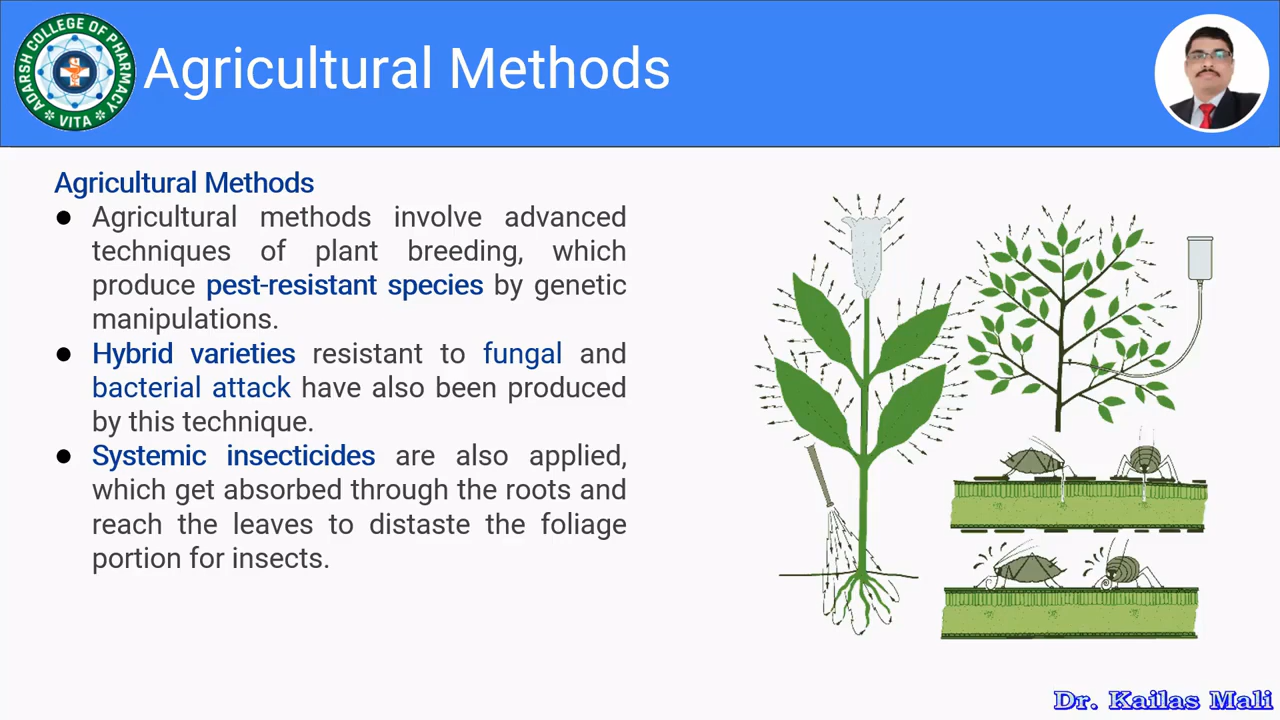 ADARSH COLLEGE OF PHARMACY
VITA
Agricultural Methods
Agricultural Methods
● Agricultural methods involve advanced
techniques of plant breeding, which
produce pest-resistant species by genetic
manipulations.
● Hybrid varieties resistant to fungal and
bacterial attack have also been produced
by this technique.
● Systemic insecticides are also applied,
which get absorbed through the roots and
reach the leaves to distaste the foliage
portion for insects.
Dr. Kailas Mali